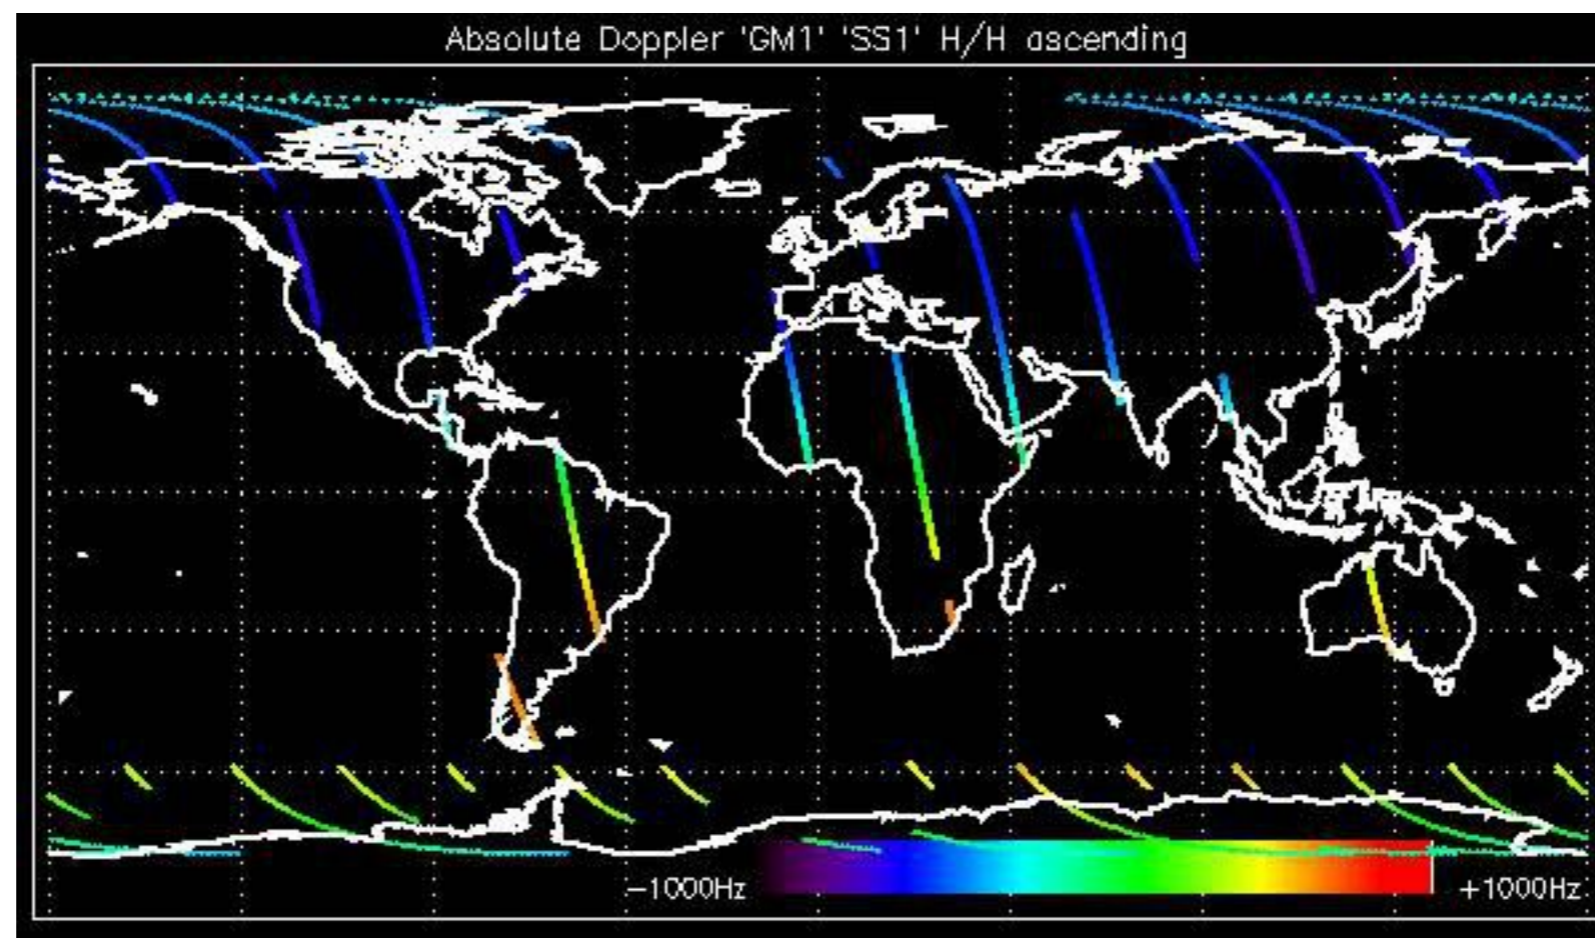 Absolute Doppler 'GM1' 'SS1' H/H ascending
−1000Hz
+1000Hz